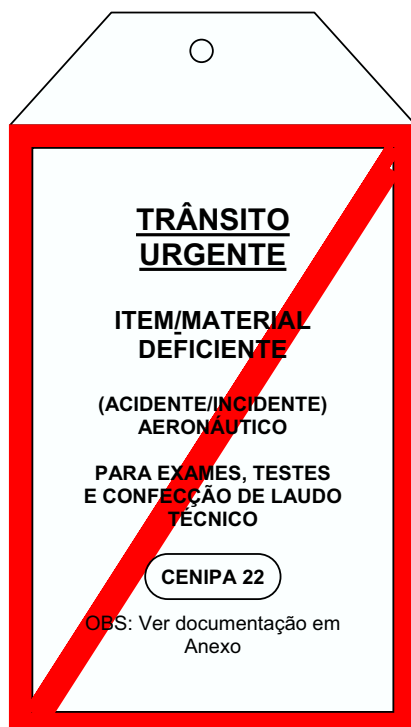 TRÂNSITO
URGENTE
ITEM/MATERIAL
DEFICIENTE
(ACIDENTE/INCIDENTE)
AERONÁUTICO
PARA EXAMES, TESTES
E CONFECÇÃO DE LAUDO
TÉCNICO
CENIPA 22
OBS: Ver documentação em
Anexo